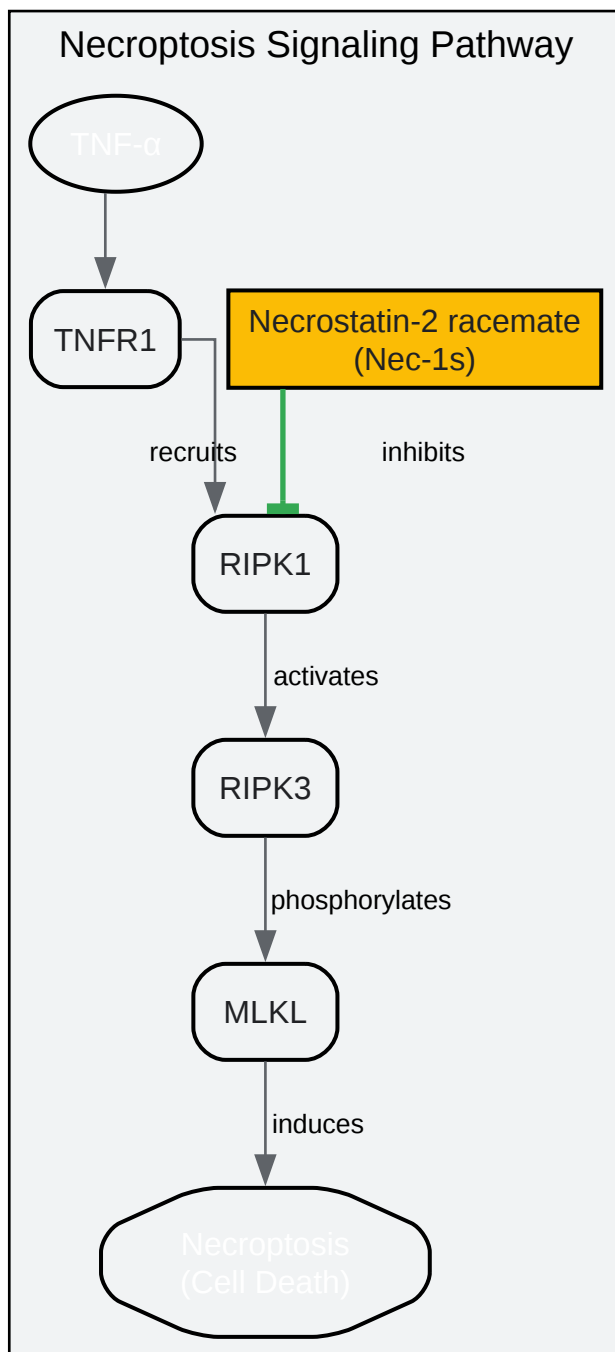 Necroptosis Signaling Pathway
TNF-α
TNFR1
Necrostatin-2 racemate
(Nec-1s)
recruits
inhibits
RIPK1
activates
RIPK3
phosphorylates
MLKL
induces
Necroptosis
(Cell Death)